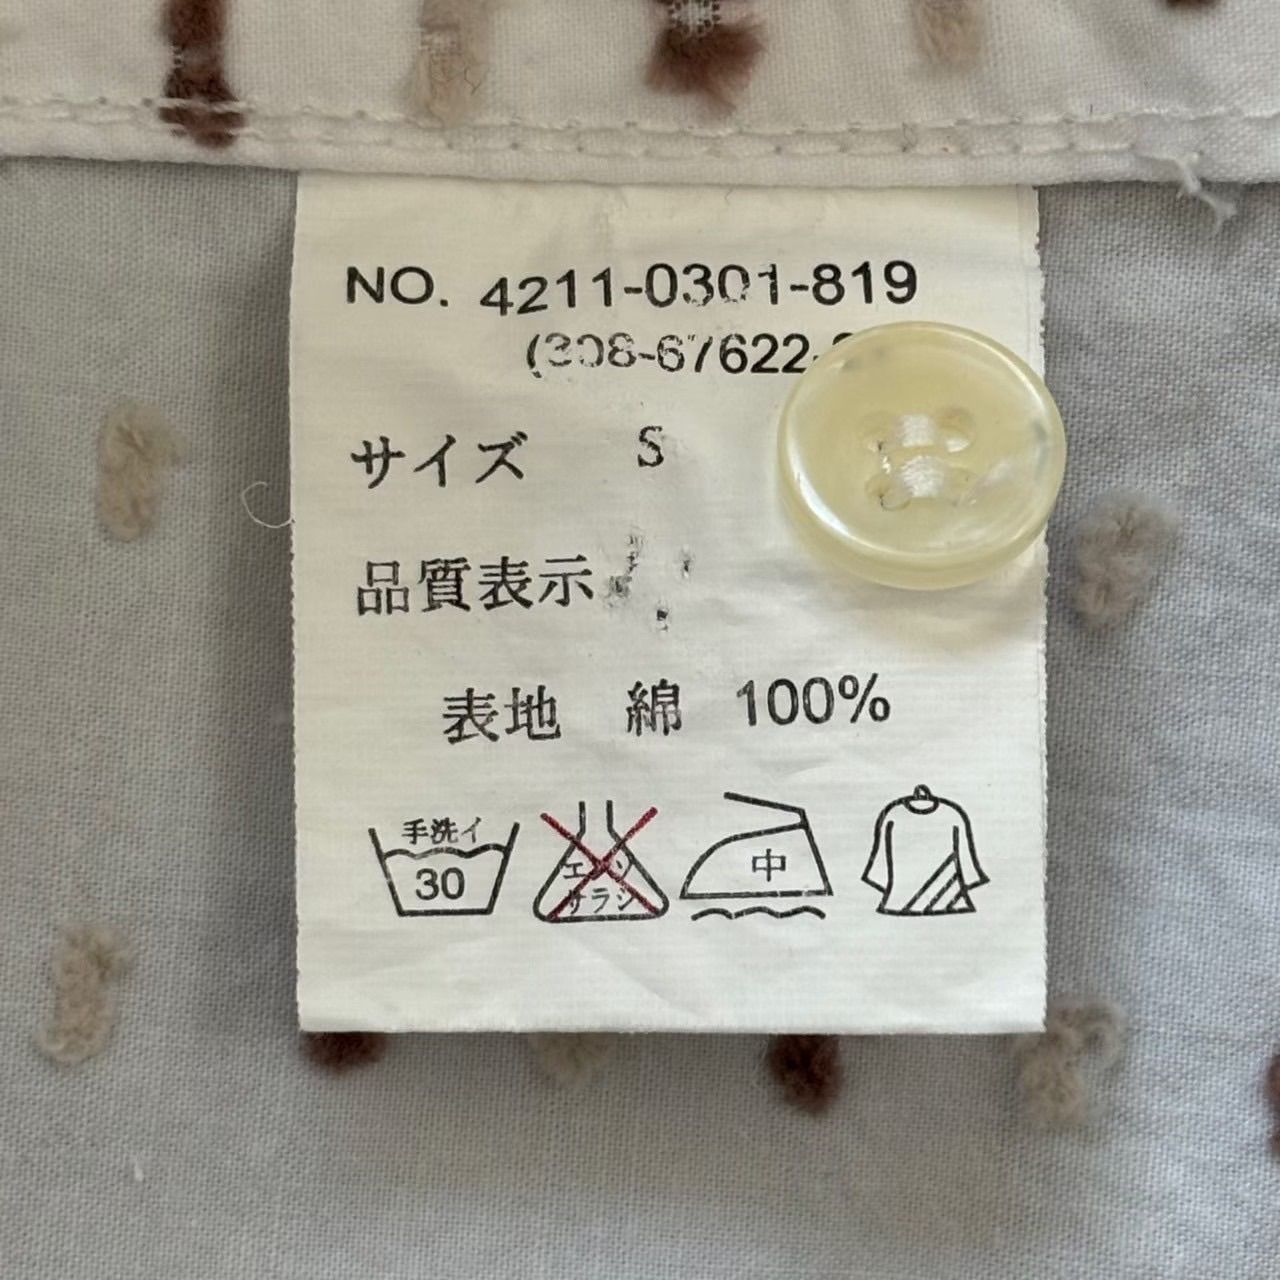 NO. 4211-0301-819
(308-67622-
サイズ S
品質表示
表地 綿 100%
手洗イ
30
エンソ
サラシ
中